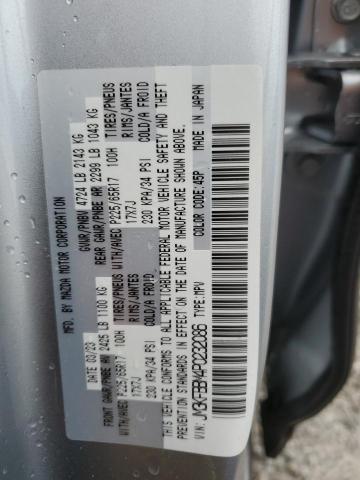 MFD. BY MAZDA MOTOR CORPORATION
DATE: 03/23 GVWR/PNBV 4724 LB 2143 KG
FRONT GAWR/PNBE AV 2425 LB 1100 KG REAR GAWR/PNBE AR 2299 LB 1043 KG
WITH/AVEC P225/65R17 100H TIRES/PNEUS WITH/AVEC P225/65R17 100H TIRES/PNEUS
17X7J RIMS/JANTES 17X7J RIMS/JANTES
230 KPA/34 PSI COLD/A FROID 230 KPA/34 PSI COLD/A FROID
THIS VEHICLE CONFORMS TO ALL APPLICABLE FEDERAL MOTOR VEHICLE SAFETY AND THEFT
PREVENTION STANDARDS IN EFFECT ON THE DATE OF MANUFACTURE SHOWN ABOVE.
MADE IN JAPAN
VIN: JM3KFBBM4P0232036 TYPE: MPV COLOR CODE: 45P